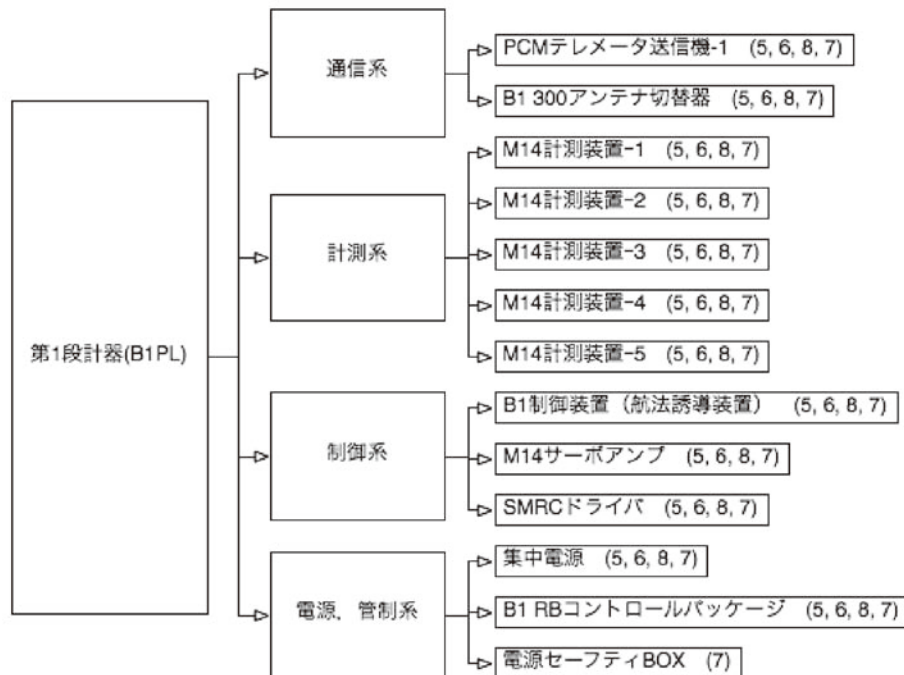 第1段計器(B1PL)
通信系
PCMテレメータ送信機-1 (5, 6, 8, 7)
B1 300アンテナ切替器 (5, 6, 8, 7)
計測系
M14計測装置-1 (5, 6, 8, 7)
M14計測装置-2 (5, 6, 8, 7)
M14計測装置-3 (5, 6, 8, 7)
M14計測装置-4 (5, 6, 8, 7)
M14計測装置-5 (5, 6, 8, 7)
制御系
B1制御装置（航法誘導装置） (5, 6, 8, 7)
M14サーボアンプ (5, 6, 8, 7)
SMRCドライバ (5, 6, 8, 7)
電源，管制系
集中電源 (5, 6, 8, 7)
B1 RBコントロールパッケージ (5, 6, 8, 7)
電源セーフティBOX (7)